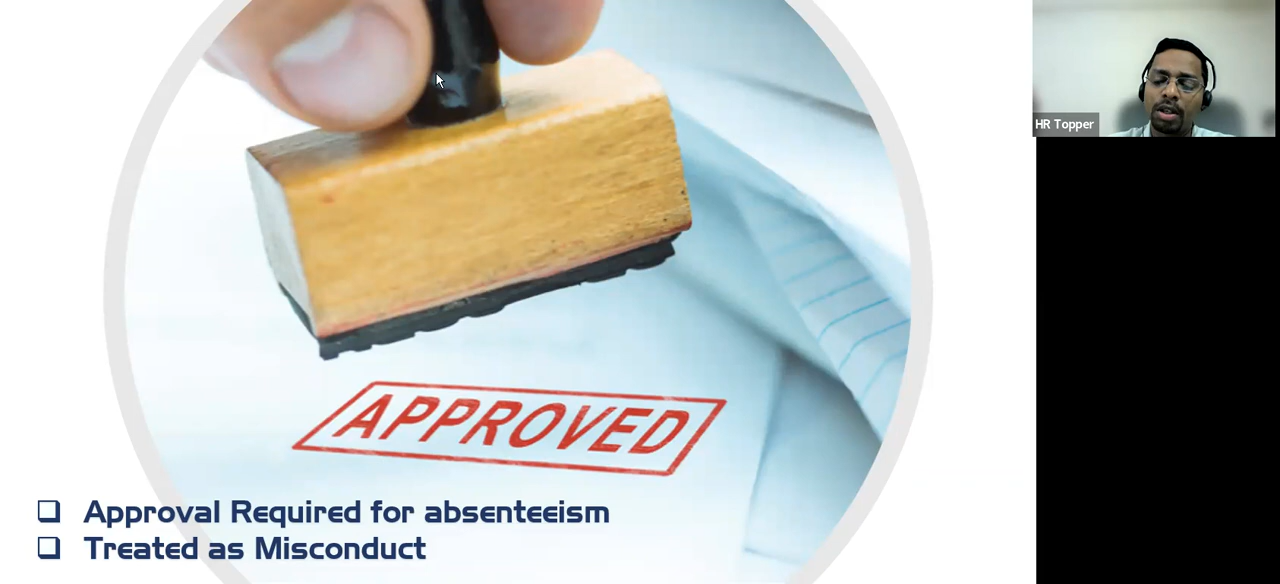 HR Topper
APPROVED
Approval Required for absenteeism
Treated as Misconduct